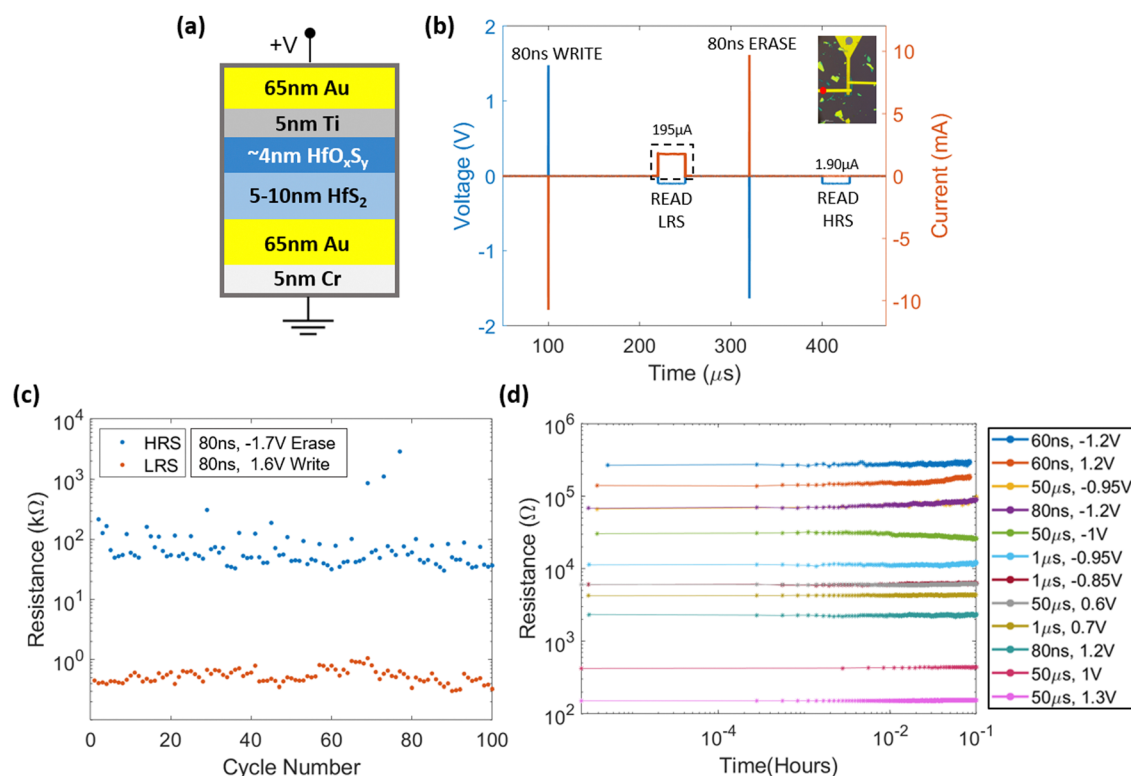 (a)
+V
65nm Au
5nm Ti
~4nm HfOxSy
5-10nm HfS2
65nm Au
5nm Cr
(b)
2
1
0
-1
-2
Voltage (V)
80ns WRITE
80ns ERASE
195μA
1.90μA
READ
LRS
READ
HRS
10
5
0
-5
-10
Current (mA)
100
200
300
400
Time (μs)
(c)
10^4
10^3
10^2
10^1
10^0
Resistance (kΩ)
HRS
LRS
80ns, -1.7V Erase
80ns, 1.6V Write
0
20
40
60
80
100
Cycle Number
(d)
10^6
10^5
10^4
10^3
10^2
Resistance (Ω)
10^-4
10^-2
10^-1
Time(Hours)
60ns, -1.2V
60ns, 1.2V
50μs, -0.95V
80ns, -1.2V
50μs, -1V
1μs, -0.95V
1μs, -0.85V
50μs, 0.6V
1μs, 0.7V
80ns, 1.2V
50μs, 1V
50μs, 1.3V